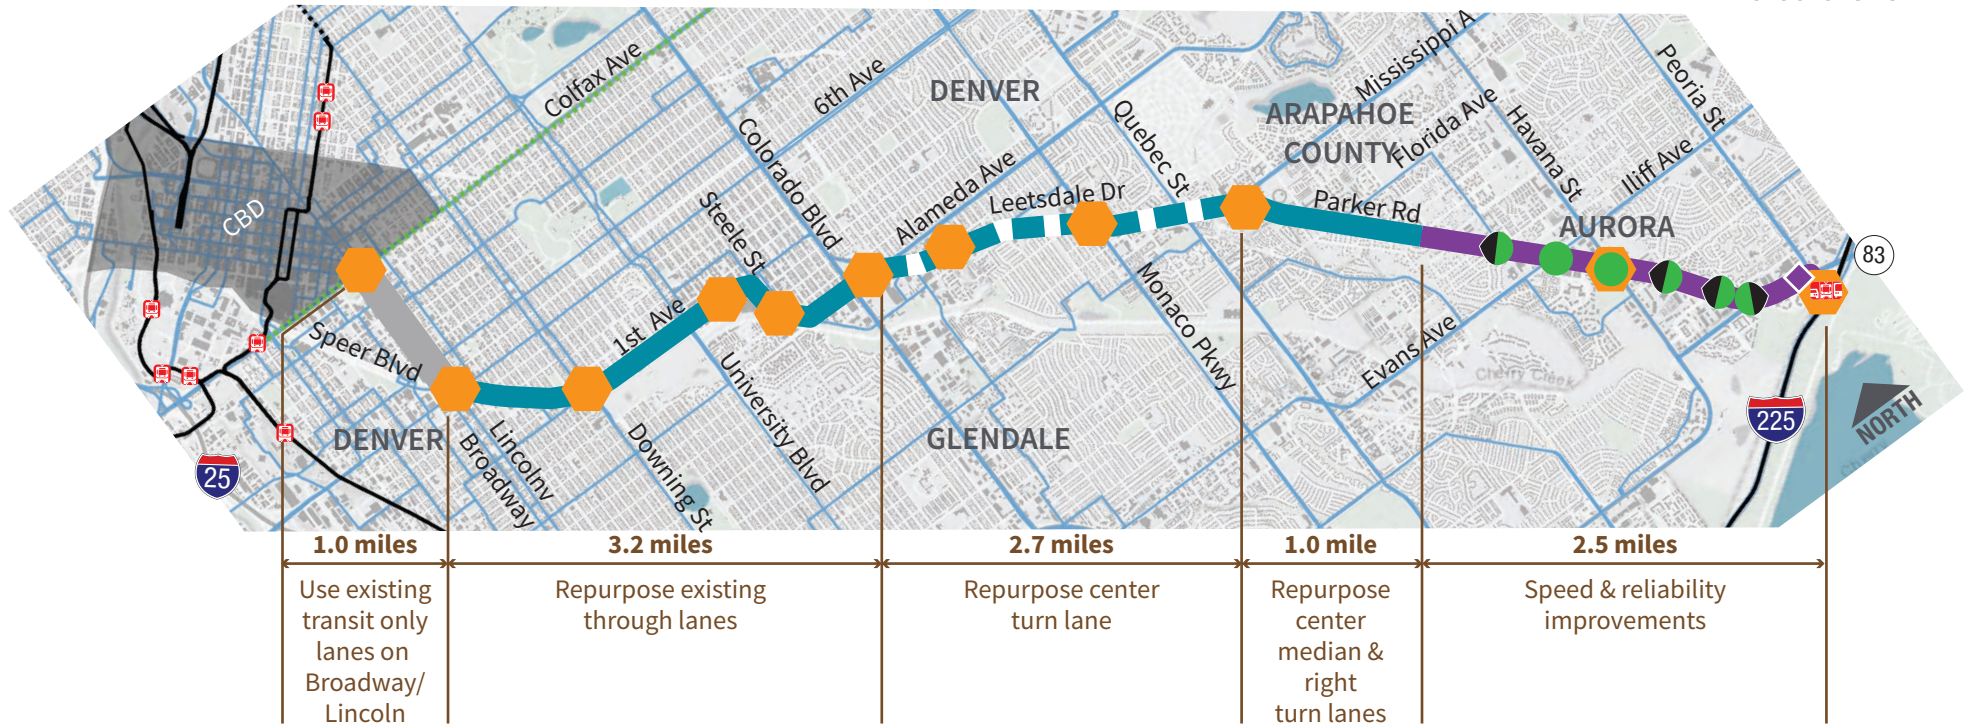 Colfax Ave
6th Ave
DENVER
Mississippi A
Peoria St
Colorado Blvd
Quebec St
ARAPAHOE
COUNTY
Florida Ave
Havana St
Iliff Ave
CBD
Steele St
Alameda Ave
Leetsdale Dr
Parker Rd
AURORA
83
Speer Blvd
1st Ave
University Blvd
Monaco Pkwy
Evans Ave
Cherry Creek
225
NORTH
25
DENVER
Lincolnv
Broadway
Downing St
GLENDALE
1.0 miles
3.2 miles
2.7 miles
1.0 mile
2.5 miles
Use existing
transit only
lanes on
Broadway/
Lincoln
Repurpose existing
through lanes
Repurpose center
turn lane
Repurpose
center
median &
right
turn lanes
Speed & reliability
improvements